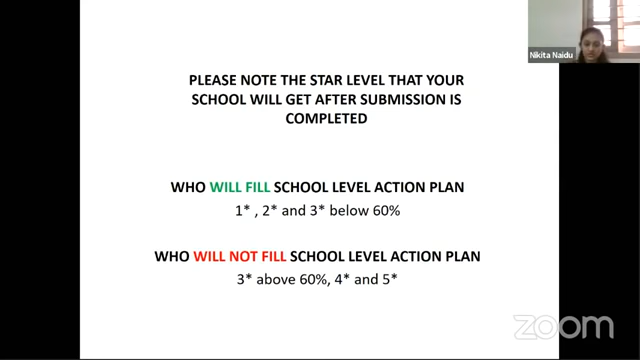 Nikita Naidu
PLEASE NOTE THE STAR LEVEL THAT YOUR
SCHOOL WILL GET AFTER SUBMISSION IS
COMPLETED
WHO WILL FILL SCHOOL LEVEL ACTION PLAN
1* , 2* and 3* below 60%
WHO WILL NOT FILL SCHOOL LEVEL ACTION PLAN
3* above 60%, 4* and 5*
zoom